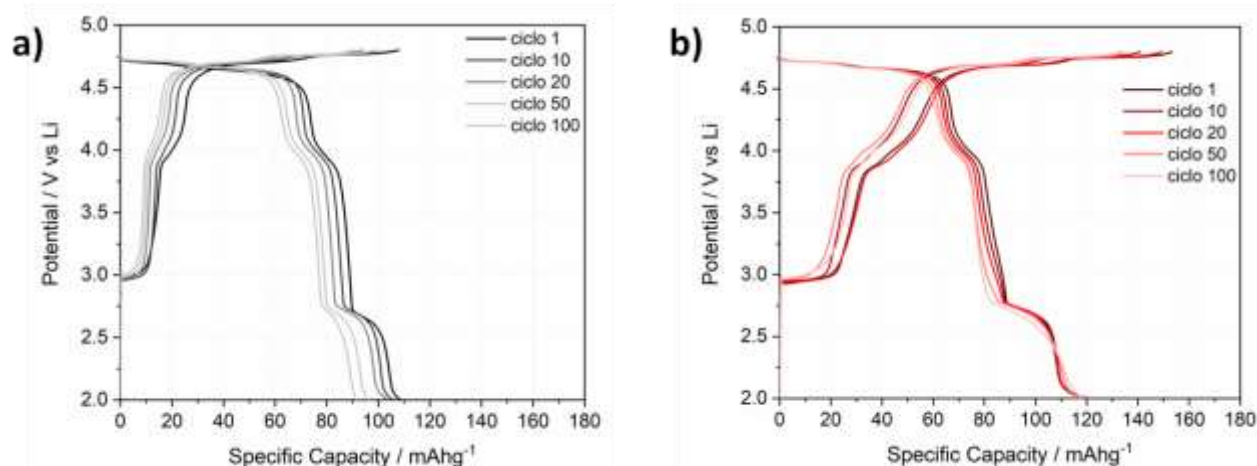 a)
5.0
4.5
4.0
3.5
3.0
2.5
2.0
Potential / V vs Li
ciclo 1
ciclo 10
ciclo 20
ciclo 50
ciclo 100
0 20 40 60 80 100 120 140 160 180
Specific Capacity / mAhg⁻¹
b)
5.0
4.5
4.0
3.5
3.0
2.5
2.0
Potential / V vs Li
ciclo 1
ciclo 10
ciclo 20
ciclo 50
ciclo 100
0 20 40 60 80 100 120 140 160 180
Specific Capacity / mAhg⁻¹